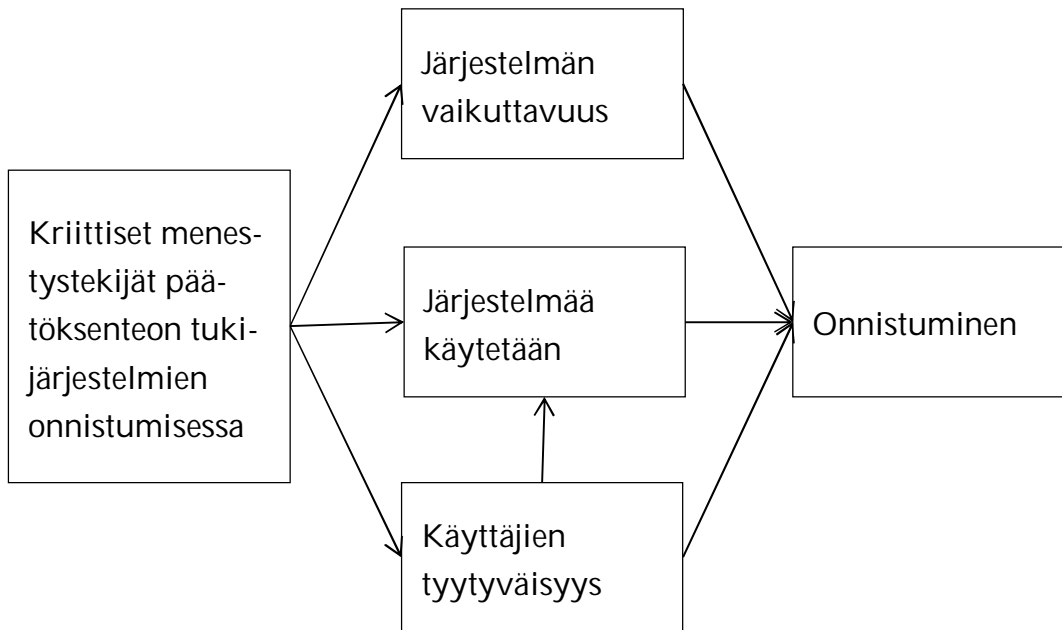 Järjestelmän
vaikuttavuus
Kriittiset menes-
tystekijät pää-
töksenteon tuki-
järjestelmien
onnistumisessa
Järjestelmää
käytetään
Onnistuminen
Käyttäjien
tyytyväisyys